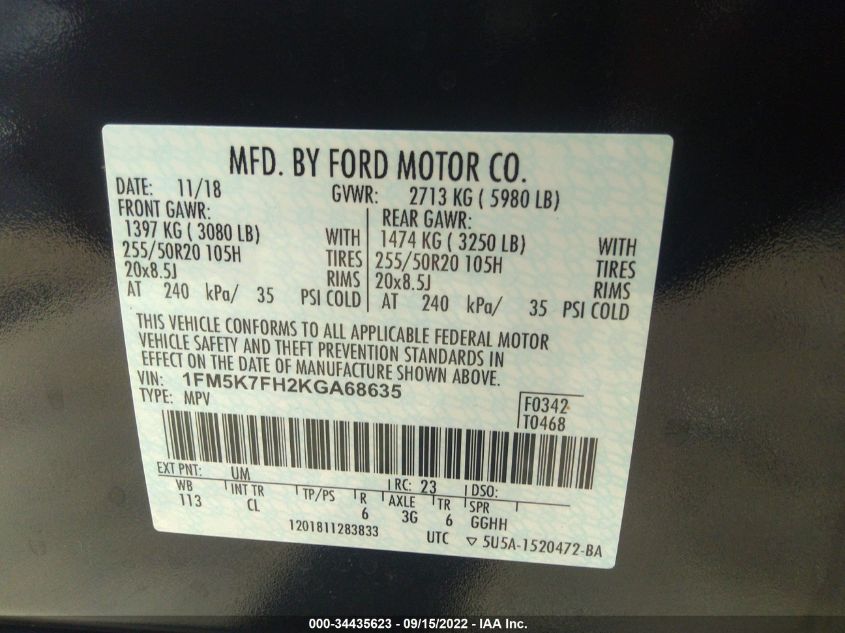 MFD. BY FORD MOTOR CO.
DATE: 11/18 GVWR: 2713 KG ( 5980 LB)
FRONT GAWR: REAR GAWR:
1397 KG ( 3080 LB) WITH 1474 KG ( 3250 LB) WITH
255/50R20 105H TIRES 255/50R20 105H TIRES
20x8.5J RIMS 20x8.5J RIMS
AT 240 kPa/ 35 PSI COLD AT 240 kPa/ 35 PSI COLD
THIS VEHICLE CONFORMS TO ALL APPLICABLE FEDERAL MOTOR
VEHICLE SAFETY AND THEFT PREVENTION STANDARDS IN
EFFECT ON THE DATE OF MANUFACTURE SHOWN ABOVE.
VIN: 1FM5K7FH2KGA68635
TYPE: MPV
F0342
T0468
EXT PNT: UM RC: 23 DSO:
WB INT TR TP/PS R AXLE TR SPR
113 CL 6 3G 6 GGHH
1201811283833 UTC ▽ 5U5A-1520472-BA
000-34435623 - 09/15/2022 - IAA Inc.